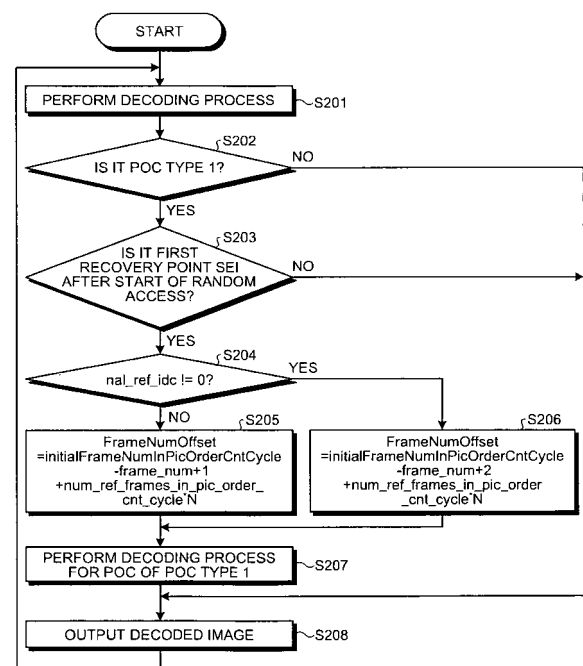 START
PERFORM DECODING PROCESS
S201
S202
IS IT POC TYPE 1?
NO
YES
S203
IS IT FIRST
RECOVERY POINT SEI
AFTER START OF RANDOM
ACCESS?
NO
YES
S204
nal_ref_idc != 0?
YES
NO
S205
FrameNumOffset
=initialFrameNumInPicOrderCntCycle
-frame_num+1
+num_ref_frames_in_pic_order_
cnt_cycle*N
S206
FrameNumOffset
=initialFrameNumInPicOrderCntCycle
-frame_num+2
+num_ref_frames_in_pic_order
_cnt_cycle*N
PERFORM DECODING PROCESS
FOR POC OF POC TYPE 1
S207
OUTPUT DECODED IMAGE
S208